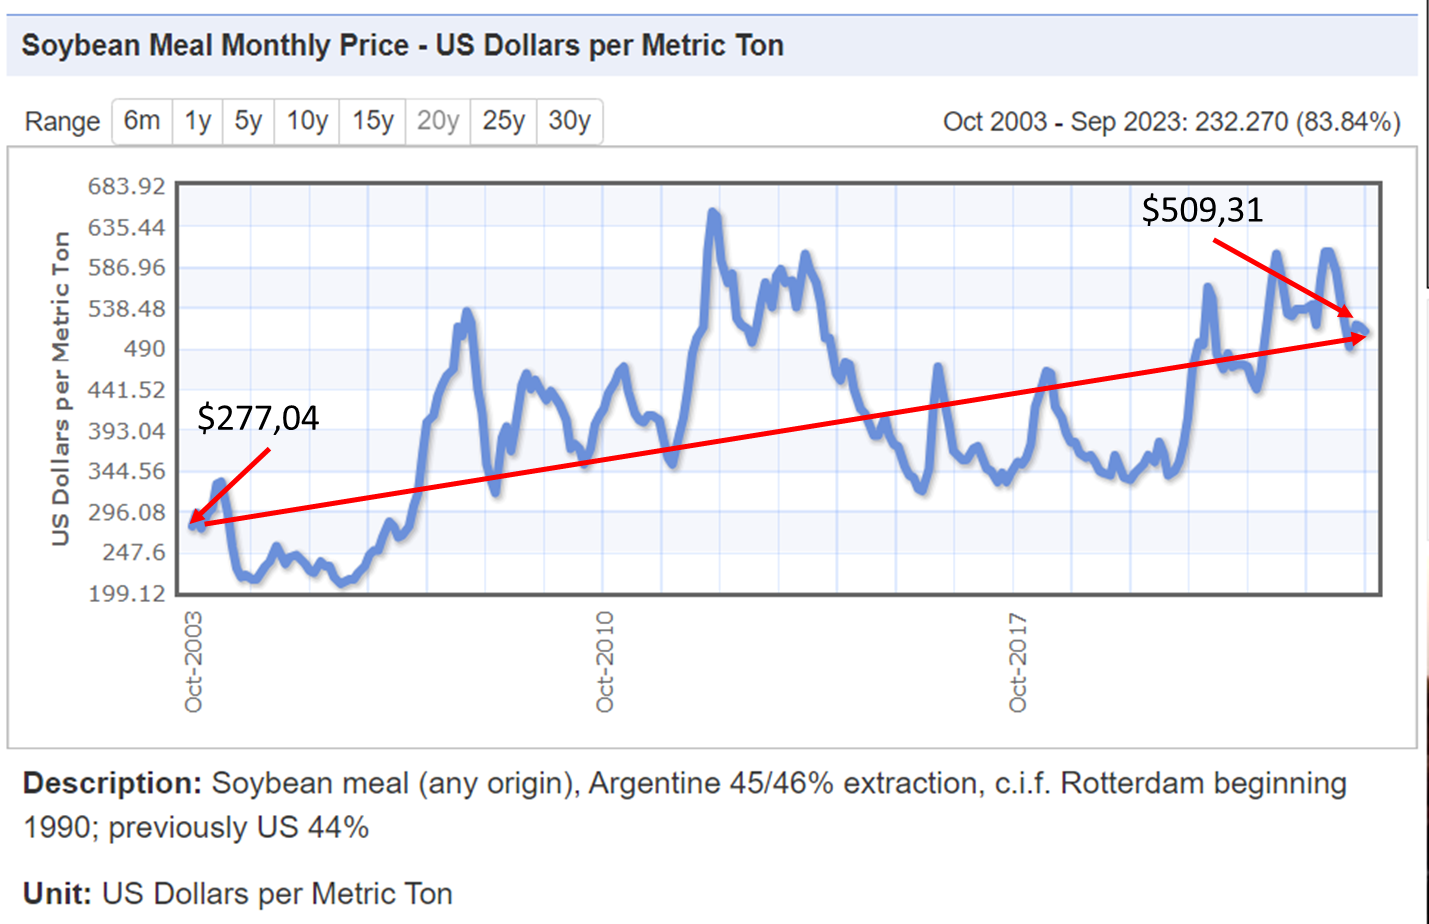 Soybean Meal Monthly Price - US Dollars per Metric Ton
Range 6m 1y 5y 10y 15y 20y 25y 30y Oct 2003 - Sep 2023: 232.270 (83.84%)
US Dollars per Metric Ton
683.92
635.44
586.96
538.48
490
441.52
393.04
344.56
296.08
247.6
199.12
$509,31
$277,04
Oct-2003
Oct-2010
Oct-2017
Description: Soybean meal (any origin), Argentine 45/46% extraction, c.i.f. Rotterdam beginning
1990; previously US 44%
Unit: US Dollars per Metric Ton